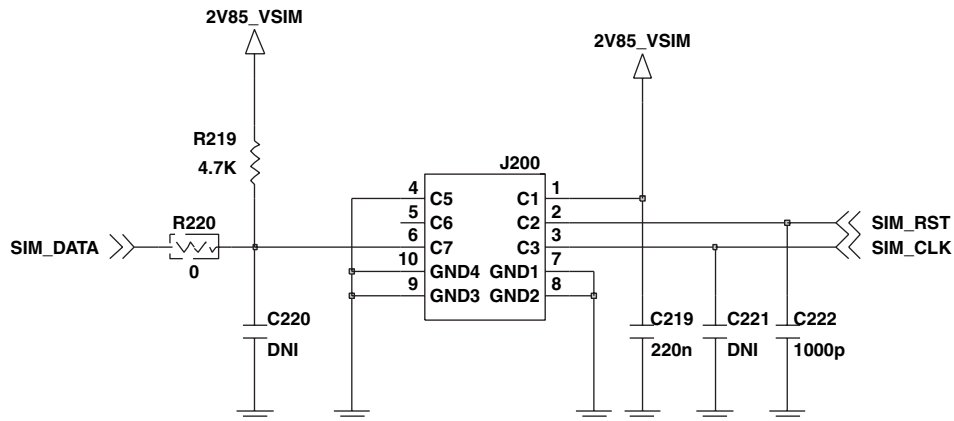 2V85_VSIM
2V85_VSIM
R219
4.7K
J200
4 C5 C1 1
5 C6 C2 2
6 C7 C3 3
10 GND4 GND1 7
9 GND3 GND2 8
SIM_RST
SIM_CLK
SIM_DATA
R220
0
C220
DNI
C219
220n
C221
DNI
C222
1000p